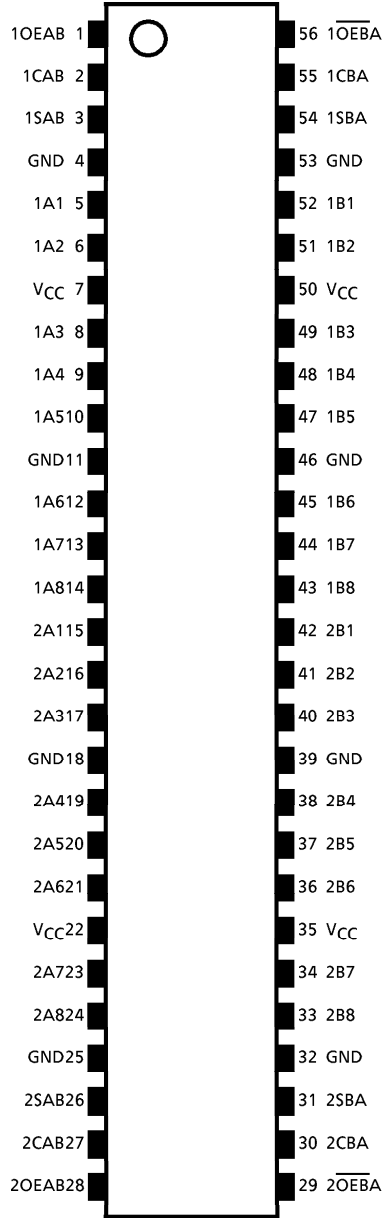 1OEAB 1 56 1OEBA
1CAB 2 55 1CBA
1SAB 3 54 1SBA
GND 4 53 GND
1A1 5 52 1B1
1A2 6 51 1B2
VCC 7 50 VCC
1A3 8 49 1B3
1A4 9 48 1B4
1A510 47 1B5
GND11 46 GND
1A612 45 1B6
1A713 44 1B7
1A814 43 1B8
2A115 42 2B1
2A216 41 2B2
2A317 40 2B3
GND18 39 GND
2A419 38 2B4
2A520 37 2B5
2A621 36 2B6
VCC22 35 VCC
2A723 34 2B7
2A824 33 2B8
GND25 32 GND
2SAB26 31 2SBA
2CAB27 30 2CBA
2OEAB28 29 2OEBA